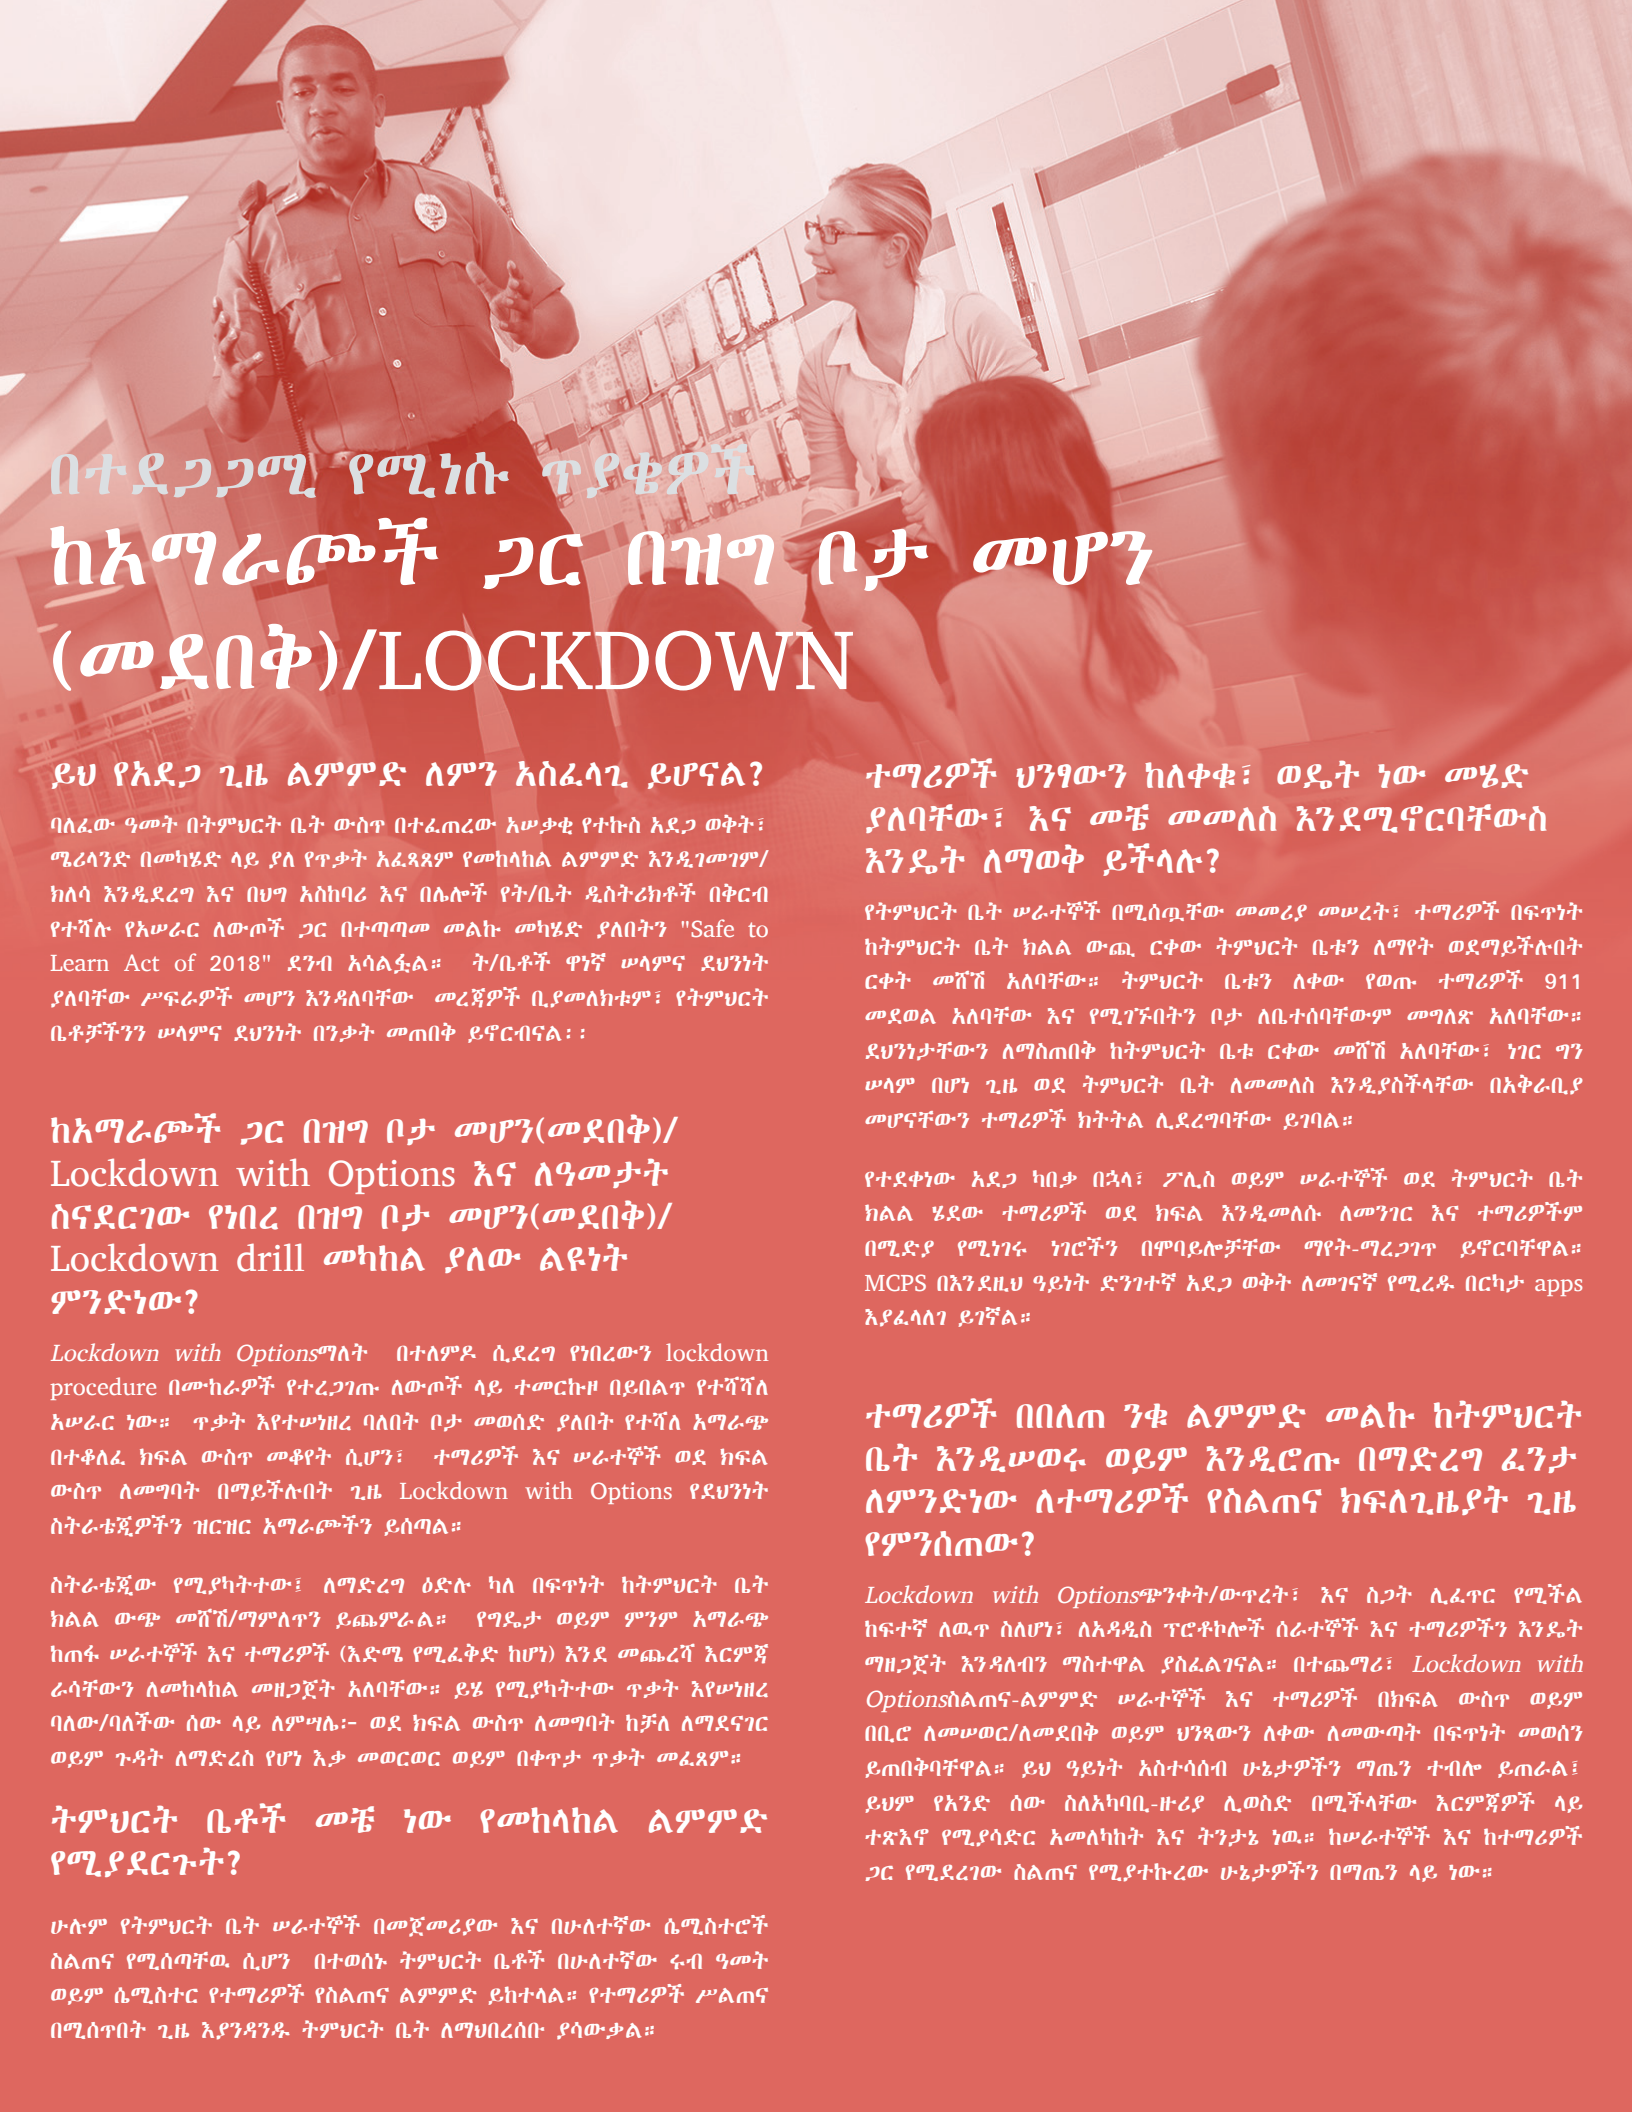 በተደጋጋሚ የሚነሱ ጥያቄዎች
ከአማራጮች ጋር በዝግ ቦታ መሆን
(መደበቅ)/LOCKDOWN
ይህ የአደጋ ጊዜ ልምምድ ለምን አስፈላጊ ይሆናል?
ባለፈው ዓመት በትምህርት ቤት ውስጥ በተፈጠረው አሠቃቂ የተኩስ አደጋ ወቅት፣
ሜሪላንድ በመካሄድ ላይ ያለ የጥቃት አፈጻጸም የመከላከል ልምምድ እንዲገመገም/
ክለሳ እንዲደረግ እና በህግ አስከባሪ እና በሌሎች የት/ቤት ዲስትሪክቶች በቅርብ
የተሻሉ የአሠራር ለውጦች ጋር በተጣጣመ መልኩ መካሄድ ያለበትን "Safe to
Learn Act of 2018" ደንብ አሳልፏል። ት/ቤቶች ዋነኛ ሠላምና ደህንነት
ያለባቸው ሥፍራዎች መሆን እንዳለባቸው መረጃዎች ቢያመለክቱም፣ የትምህርት
ቤቶቻችንን ሠላምና ደህንነት በንቃት መጠበቅ ይኖርብናል፡፡
ከአማራጮች ጋር በዝግ ቦታ መሆን(መደበቅ)/
Lockdown with Options እና ለዓመታት
ስናደርገው የነበረ በዝግ ቦታ መሆን(መደበቅ)/
Lockdown drill መካከል ያለው ልዩነት
ምንድነው?
Lockdown with Optionsማለት በተለምዶ ሲደረግ የነበረውን lockdown
procedure በሙከራዎች የተረጋገጡ ለውጦች ላይ ተመርኩዞ በይበልጥ የተሻሻለ
አሠራር ነው። ጥቃት እየተሠነዘረ ባለበት ቦታ መወሰድ ያለበት የተሻለ አማራጭ
በተቆለፈ ክፍል ውስጥ መቆየት ሲሆን፣ ተማሪዎች እና ሠራተኞች ወደ ክፍል
ውስጥ ለመግባት በማይችሉበት ጊዜ Lockdown with Options የደህንነት
ስትራቴጂዎችን ዝርዝር አማራጮችን ይሰጣል።
ስትራቴጂው የሚያካትተው፤ ለማድረግ ዕድሉ ካለ በፍጥነት ከትምህርት ቤት
ክልል ውጭ መሸሽ/ማምለጥን ይጨምራል። የግዴታ ወይም ምንም አማራጭ
ከጠፋ ሠራተኞች እና ተማሪዎች (እድሜ የሚፈቅድ ከሆነ) እንደ መጨረሻ እርምጃ
ራሳቸውን ለመከላከል መዘጋጀት አለባቸው። ይሄ የሚያካትተው ጥቃት እየሠነዘረ
ባለው/ባለችው ሰው ላይ ለምሣሌ፦ ወደ ክፍል ውስጥ ለመግባት ከቻለ ለማደናገር
ወይም ጉዳት ለማድረስ የሆነ እቃ መወርወር ወይም በቀጥታ ጥቃት መፈጸም።
ትምህርት ቤቶች መቼ ነው የመከላከል ልምምድ
የሚያደርጉት?
ሁሉም የትምህርት ቤት ሠራተኞች በመጀመሪያው እና በሁለተኛው ሴሚስተሮች
ስልጠና የሚሰጣቸዉ ሲሆን በተወሰኑ ትምህርት ቤቶች በሁለተኛው ሩብ ዓመት
ወይም ሴሚስተር የተማሪዎች የስልጠና ልምምድ ይከተላል። የተማሪዎች ሥልጠና
በሚሰጥበት ጊዜ እያንዳንዱ ትምህርት ቤት ለማህበረሰቡ ያሳውቃል።
ተማሪዎች ህንፃውን ከለቀቁ፣ ወዴት ነው መሄድ
ያለባቸው፣ እና መቼ መመለስ እንደሚኖርባቸውስ
እንዴት ለማወቅ ይችላሉ?
የትምህርት ቤት ሠራተኞች በሚሰጧቸው መመሪያ መሠረት፣ ተማሪዎች በፍጥነት
ከትምህርት ቤት ክልል ውጪ ርቀው ትምህርት ቤቱን ለማየት ወደማይችሉበት
ርቀት መሸሽ አለባቸው። ትምህርት ቤቱን ለቀው የወጡ ተማሪዎች 911
መደወል አለባቸው እና የሚገኙበትን ቦታ ለቤተሰባቸውም መግለጽ አለባቸው።
ደህንነታቸውን ለማስጠበቅ ከትምህርት ቤቱ ርቀው መሸሽ አለባቸው፣ ነገር ግን
ሠላም በሆነ ጊዜ ወደ ትምህርት ቤት ለመመለስ እንዲያስችላቸው በአቅራቢያ
መሆናቸውን ተማሪዎች ክትትል ሊደረግባቸው ይገባል።
የተደቀነው አደጋ ካበቃ በኋላ፣ ፖሊስ ወይም ሠራተኞች ወደ ትምህርት ቤት
ክልል ሄደው ተማሪዎች ወደ ክፍል እንዲመለሱ ለመንገር እና ተማሪዎችም
በሚድያ የሚነገሩ ነገሮችን በሞባይሎቻቸው ማየት-ማረጋገጥ ይኖርባቸዋል።
MCPS በእንደዚህ ዓይነት ድንገተኛ አደጋ ወቅት ለመገናኛ የሚረዱ በርካታ apps
እያፈላለገ ይገኛል።
ተማሪዎች በበለጠ ንቁ ልምምድ መልኩ ከትምህርት
ቤት እንዲሠወሩ ወይም እንዲሮጡ በማድረግ ፈንታ
ለምንድነው ለተማሪዎች የስልጠና ክፍለጊዜያት ጊዜ
የምንሰጠው?
Lockdown with Optionsጭንቀት/ውጥረት፣ እና ስጋት ሊፈጥር የሚችል
ከፍተኛ ለዉጥ ስለሆነ፣ ለአዳዲስ ፕሮቶኮሎች ሰራተኞች እና ተማሪዎችን እንዴት
ማዘጋጀት እንዳለብን ማስተዋል ያስፈልገናል። በተጨማሪ፣ Lockdown with
Optionsስልጠና-ልምምድ ሠራተኞች እና ተማሪዎች በክፍል ውስጥ ወይም
በቢሮ ለመሠወር/ለመደበቅ ወይም ህንጻውን ለቀው ለመውጣት በፍጥነት መወሰን
ይጠበቅባቸዋል። ይህ ዓይነት አስተሳሰብ ሁኔታዎችን ማጤን ተብሎ ይጠራል፤
ይህም የአንድ ሰው ስለአካባቢ-ዙሪያ ሊወስድ በሚችላቸው እርምጃዎች ላይ
ተጽእኖ የሚያሳድር አመለካከት እና ትንታኔ ነዉ። ከሠራተኞች እና ከተማሪዎች
ጋር የሚደረገው ስልጠና የሚያተኩረው ሁኔታዎችን በማጤን ላይ ነው።